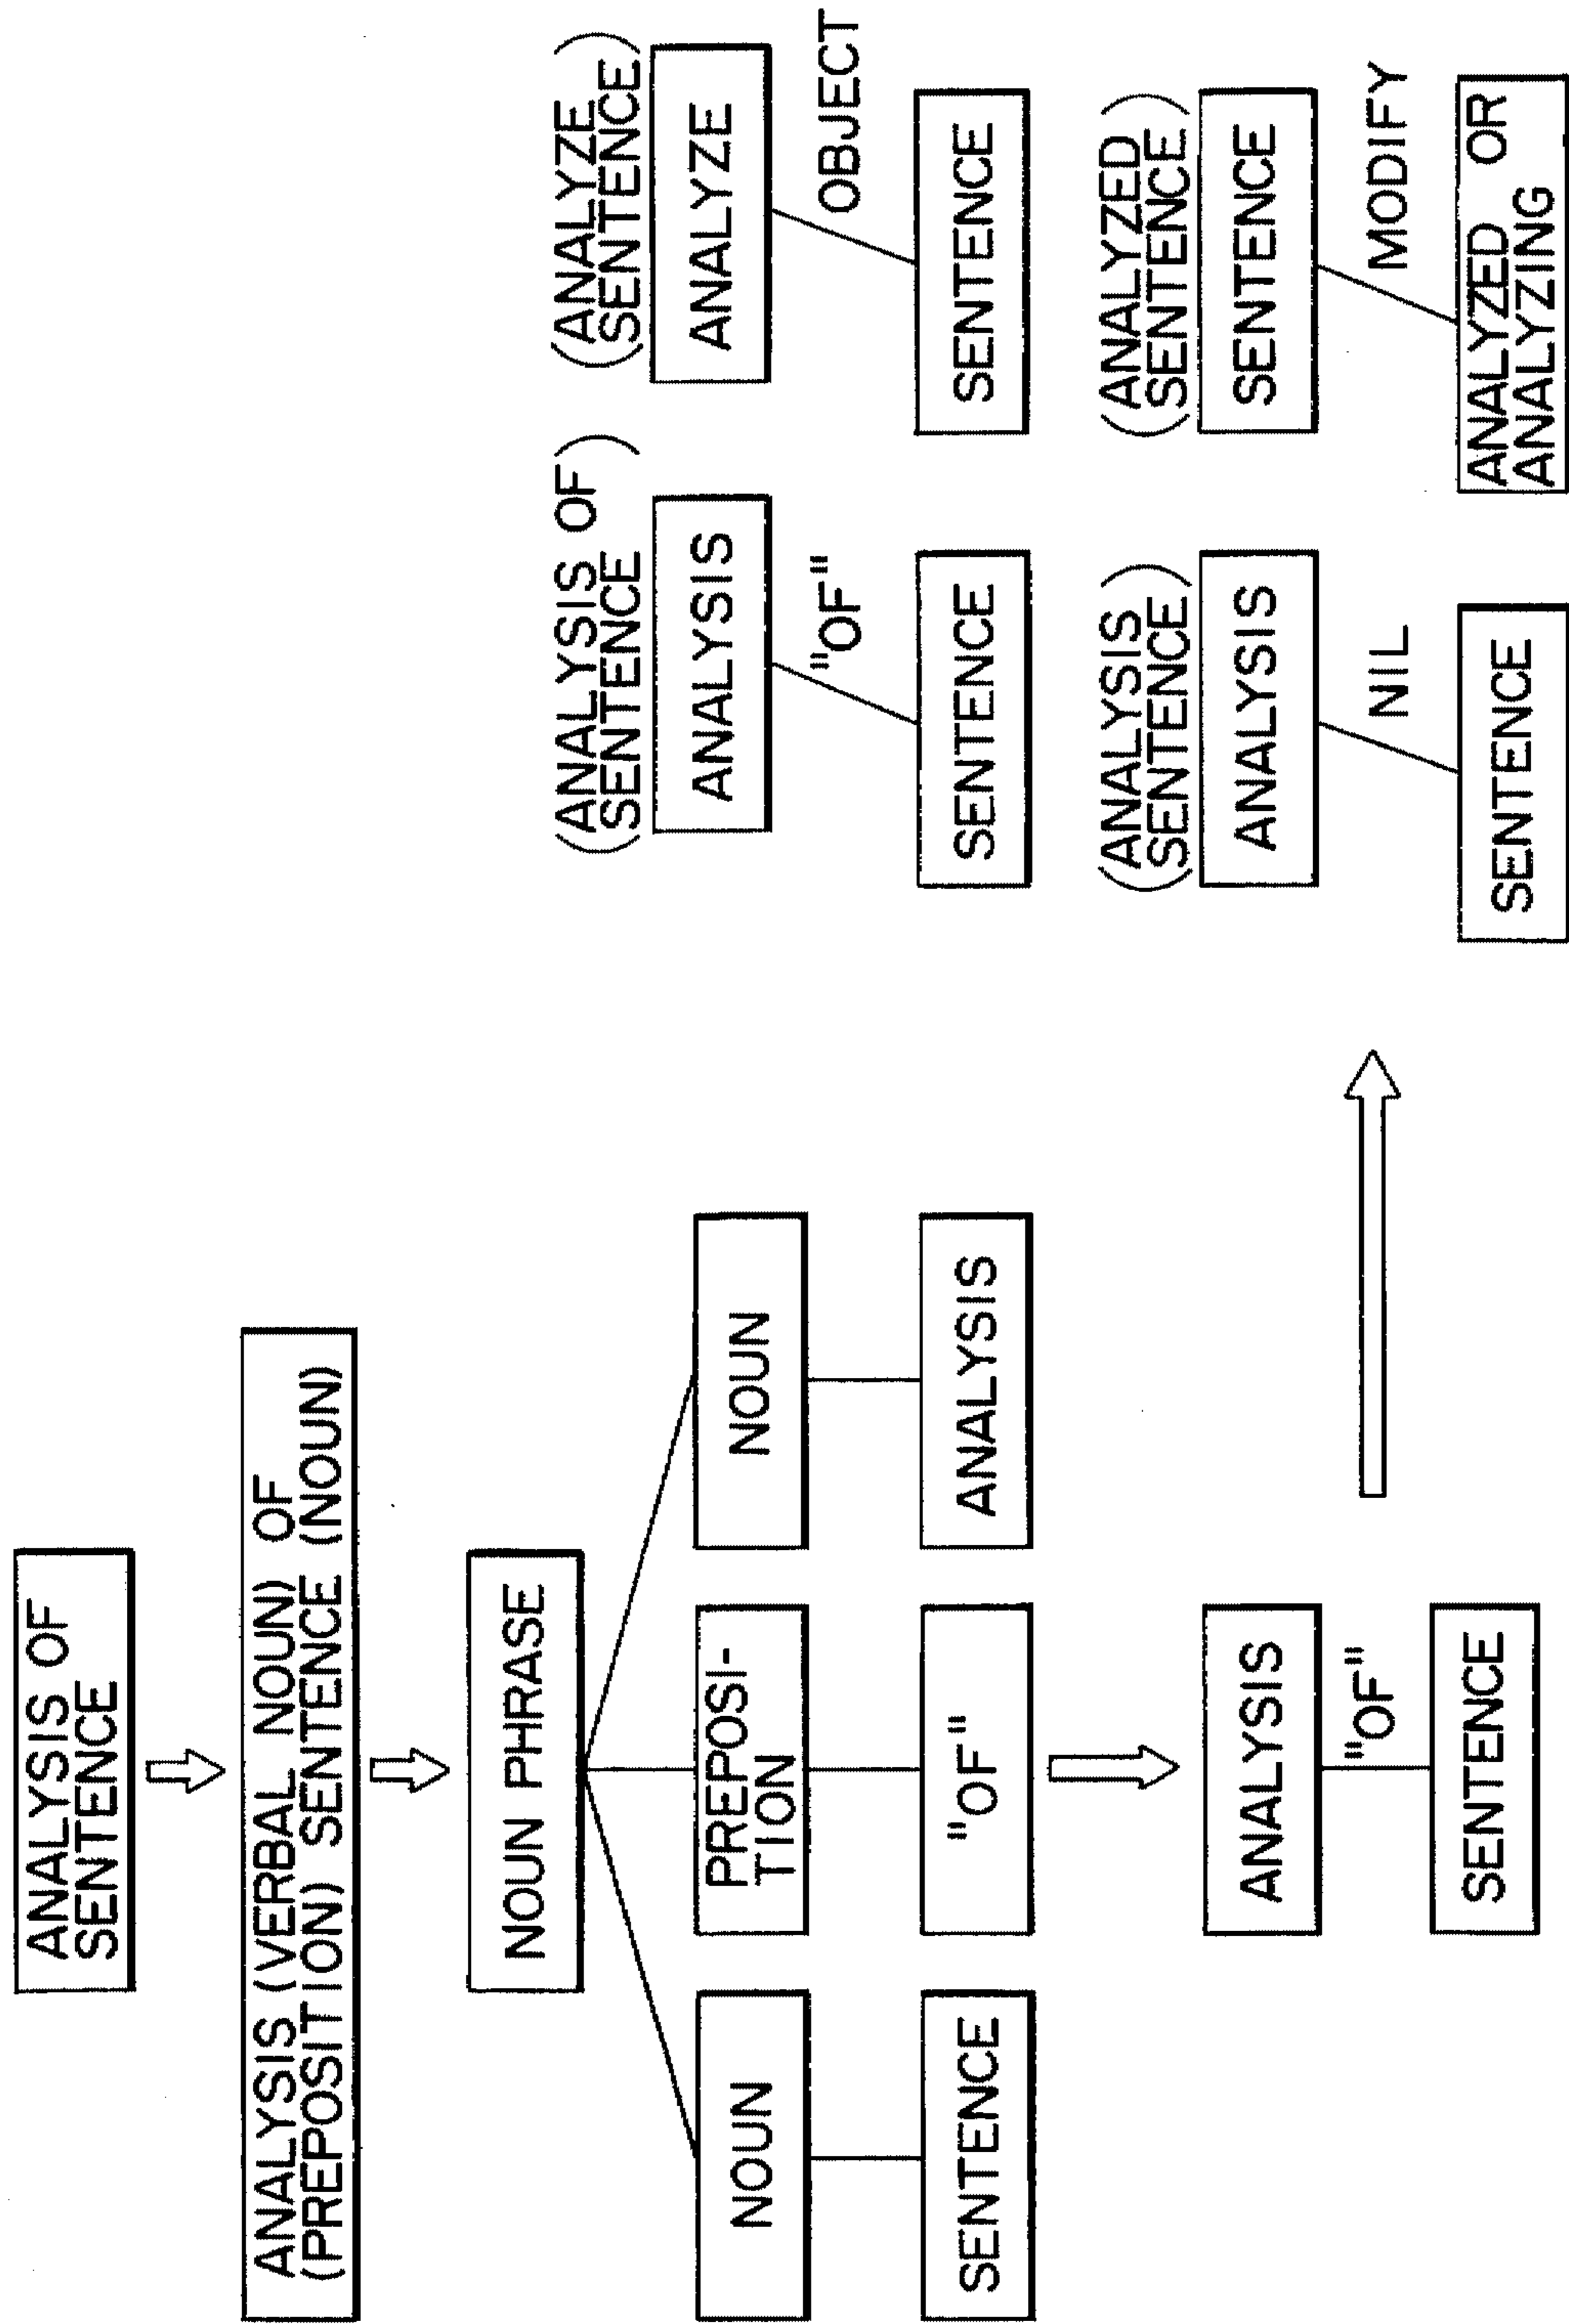 ANALYSIS OF
SENTENCE
ANALYSIS (VERBAL NOUN) OF
(PREPOSITION) SENTENCE (NOUN)
NOUN PHRASE
NOUN
PREPOSI-
TION
NOUN
SENTENCE
"OF"
ANALYSIS
ANALYSIS
"OF"
SENTENCE
(ANALYSIS OF
SENTENCE)
ANALYSIS
"OF"
SENTENCE
(ANALYZE
SENTENCE)
ANALYZE
OBJECT
SENTENCE
(ANALYSIS
SENTENCE)
ANALYSIS
NIL
SENTENCE
(ANALYZED
SENTENCE)
SENTENCE
MODIFY
ANALYZED OR
ANALYZING